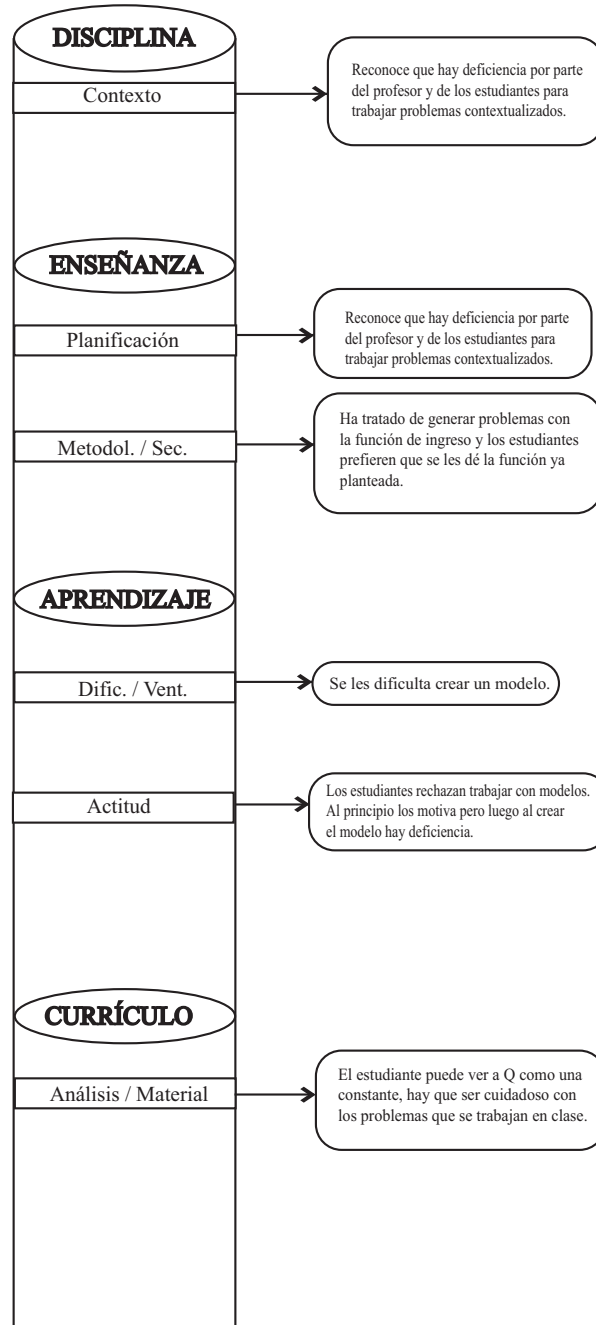 DISCIPLINA
Contexto
Reconoce que hay deficiencia por parte
del profesor y de los estudiantes para
trabajar problemas contextualizados.
ENSEÑANZA
Planificación
Reconoce que hay deficiencia por parte
del profesor y de los estudiantes para
trabajar problemas contextualizados.
Metodol. / Sec.
Ha tratado de generar problemas con
la función de ingreso y los estudiantes
prefieren que se les dé la función ya
planteada.
APRENDIZAJE
Dific. / Vent.
Se les dificulta crear un modelo.
Actitud
Los estudiantes rechazan trabajar con modelos.
Al principio los motiva pero luego al crear
el modelo hay deficiencia.
CURRÍCULO
Análisis / Material
El estudiante puede ver a Q como una
constante, hay que ser cuidadoso con
los problemas que se trabajan en clase.